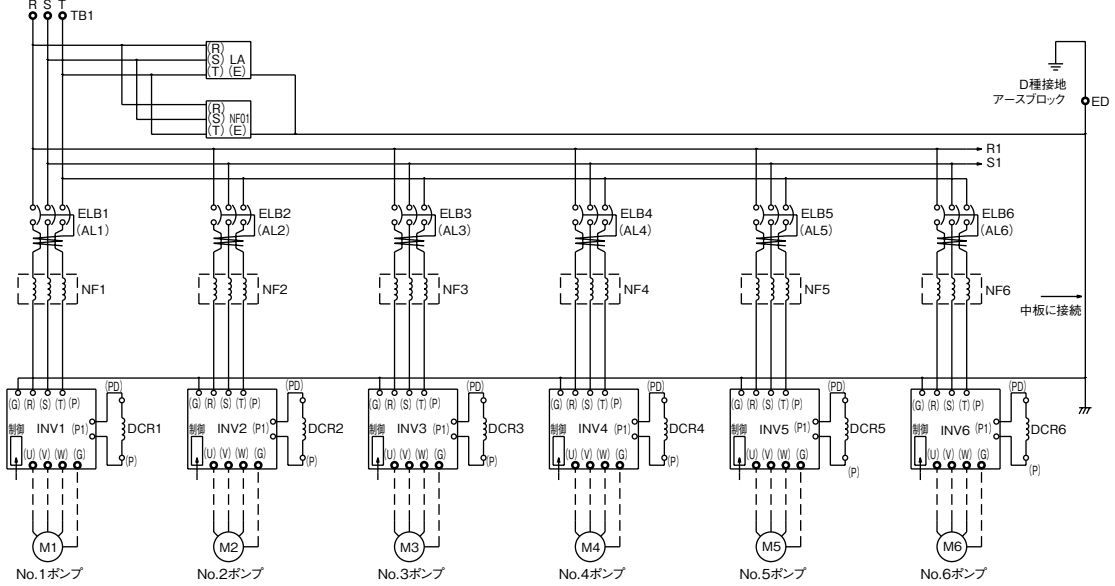 R S T
TB1
(R)
(S) LA
(T) (E)
(R)
(S) NF01
(T) (E)
D種接地
アースブロック
ED
R1
S1
ELB1 ELB2 ELB3 ELB4 ELB5 ELB6
(AL1) (AL2) (AL3) (AL4) (AL5) (AL6)
NF1 NF2 NF3 NF4 NF5 NF6
中板に接続
(PD) (PD) (PD) (PD) (PD) (PD)
(G) (R) (S) (T) (P) (G) (R) (S) (T) (P) (G) (R) (S) (T) (P) (G) (R) (S) (T) (P) (G) (R) (S) (T) (P) (G) (R) (S) (T) (P)
制御 INV1 (P1) DCR1 制御 INV2 (P1) DCR2 制御 INV3 (P1) DCR3 制御 INV4 (P1) DCR4 制御 INV5 (P1) DCR5 制御 INV6 (P1) DCR6
(U) (V) (W) (G) (P) (U) (V) (W) (G) (P) (U) (V) (W) (G) (P) (U) (V) (W) (G) (P) (U) (V) (W) (G) (P) (U) (V) (W) (G) (P)
M1 M2 M3 M4 M5 M6
No.1ポンプ No.2ポンプ No.3ポンプ No.4ポンプ No.5ポンプ No.6ポンプ